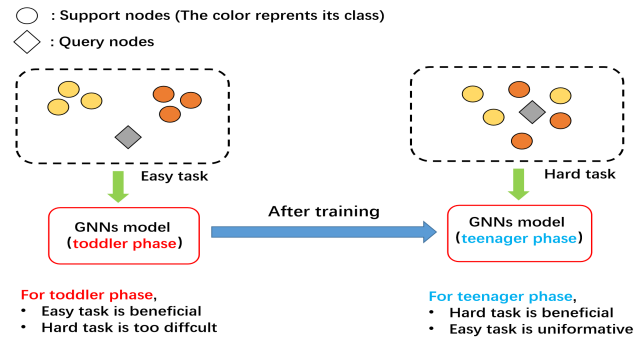 : Support nodes (The color reprents its class)
: Query nodes
Easy task
Hard task
GNNs model
(toddler phase)
After training
GNNs model
(teenager phase)
For toddler phase,
• Easy task is beneficial
• Hard task is too diffcult
For teenager phase,
• Hard task is beneficial
• Easy task is uniformative